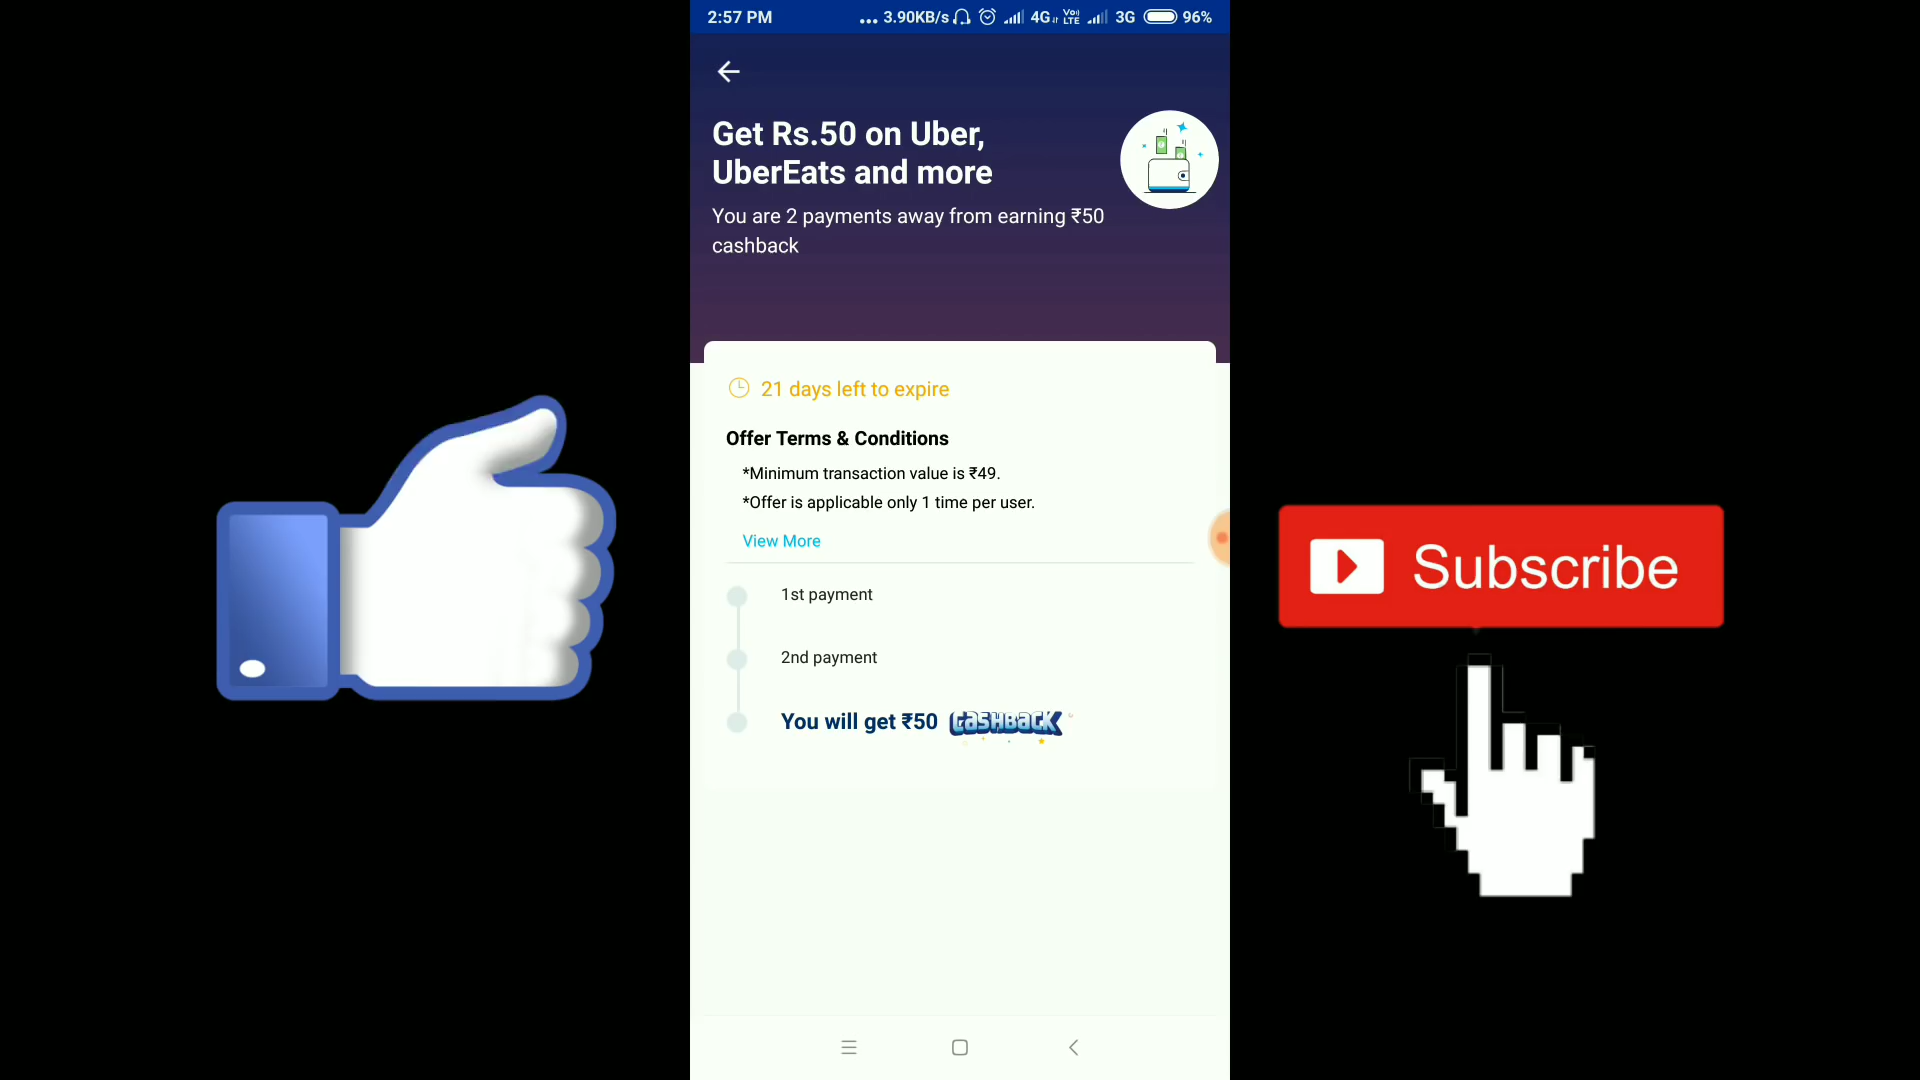 2:57 PM
... 3.90KB/s 4G Vo) LTE 3G 96%
Get Rs.50 on Uber,
UberEats and more
You are 2 payments away from earning ₹50
cashback
21 days left to expire
Offer Terms & Conditions
*Minimum transaction value is ₹49.
*Offer is applicable only 1 time per user.
View More
1st payment
2nd payment
You will get ₹50 CASHBACK
Subscribe